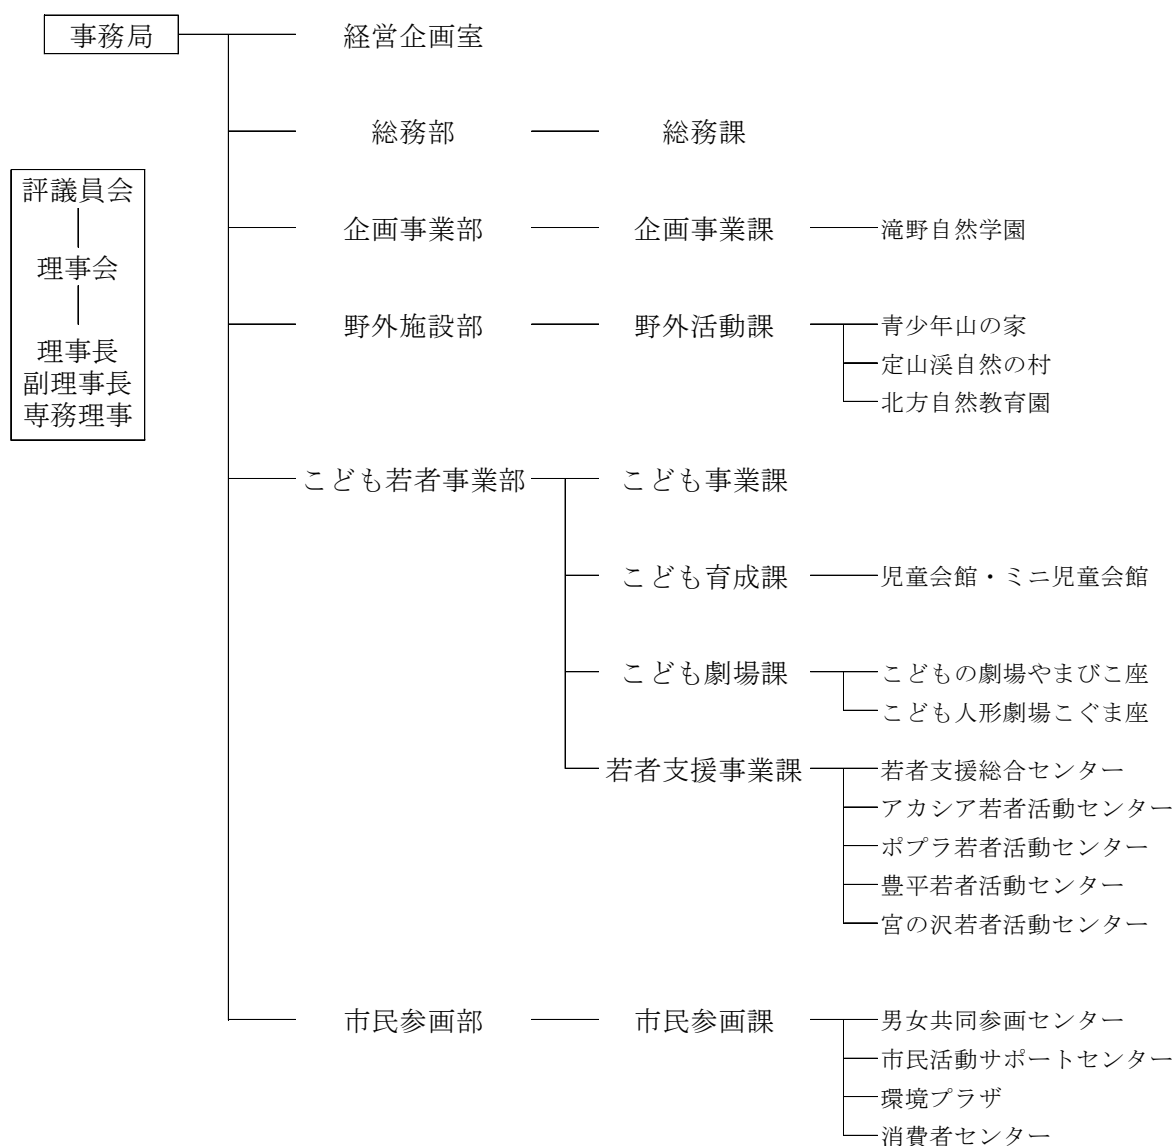 事務局 経営企画室
総務部 総務課
評議員会
理事会
理事長
副理事長
専務理事
企画事業部 企画事業課 滝野自然学園
野外施設部 野外活動課 青少年山の家
定山渓自然の村
北方自然教育園
こども若者事業部 こども事業課
こども育成課 児童会館・ミニ児童会館
こども劇場課 こどもの劇場やまびこ座
こども人形劇場こぐま座
若者支援事業課 若者支援総合センター
アカシア若者活動センター
ポプラ若者活動センター
豊平若者活動センター
宮の沢若者活動センター
市民参画部 市民参画課 男女共同参画センター
市民活動サポートセンター
環境プラザ
消費者センター